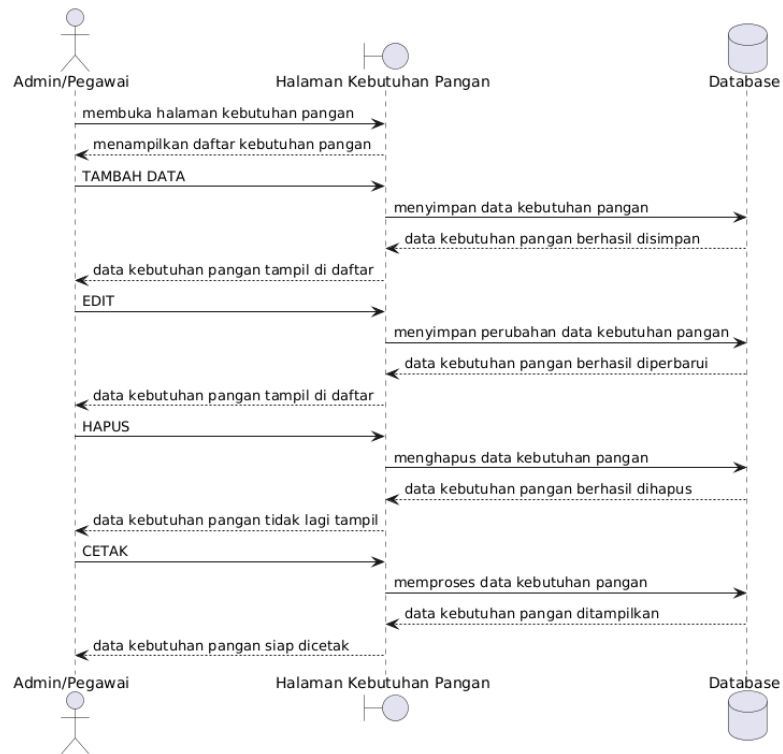 Admin/Pegawai
Halaman Kebutuhan Pangan
Database
membuka halaman kebutuhan pangan
menampilkan daftar kebutuhan pangan
TAMBAH DATA
menyimpan data kebutuhan pangan
data kebutuhan pangan berhasil disimpan
data kebutuhan pangan tampil di daftar
EDIT
menyimpan perubahan data kebutuhan pangan
data kebutuhan pangan berhasil diperbarui
data kebutuhan pangan tampil di daftar
HAPUS
menghapus data kebutuhan pangan
data kebutuhan pangan berhasil dihapus
data kebutuhan pangan tidak lagi tampil
CETAK
memproses data kebutuhan pangan
data kebutuhan pangan ditampilkan
data kebutuhan pangan siap dicetak
Admin/Pegawai
Halaman Kebutuhan Pangan
Database